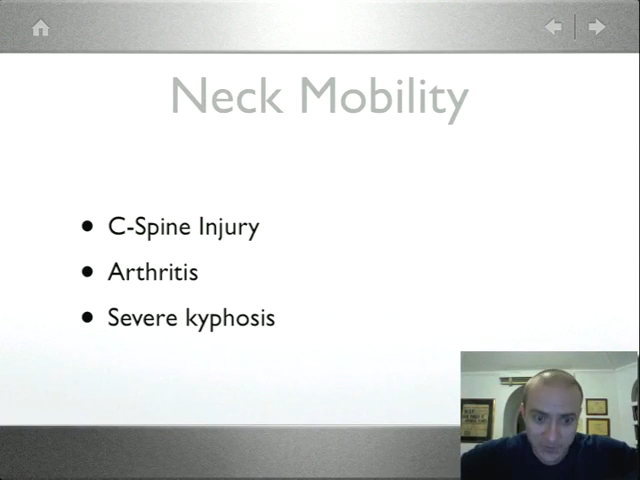 Neck Mobility
• C-Spine Injury
• Arthritis
• Severe kyphosis